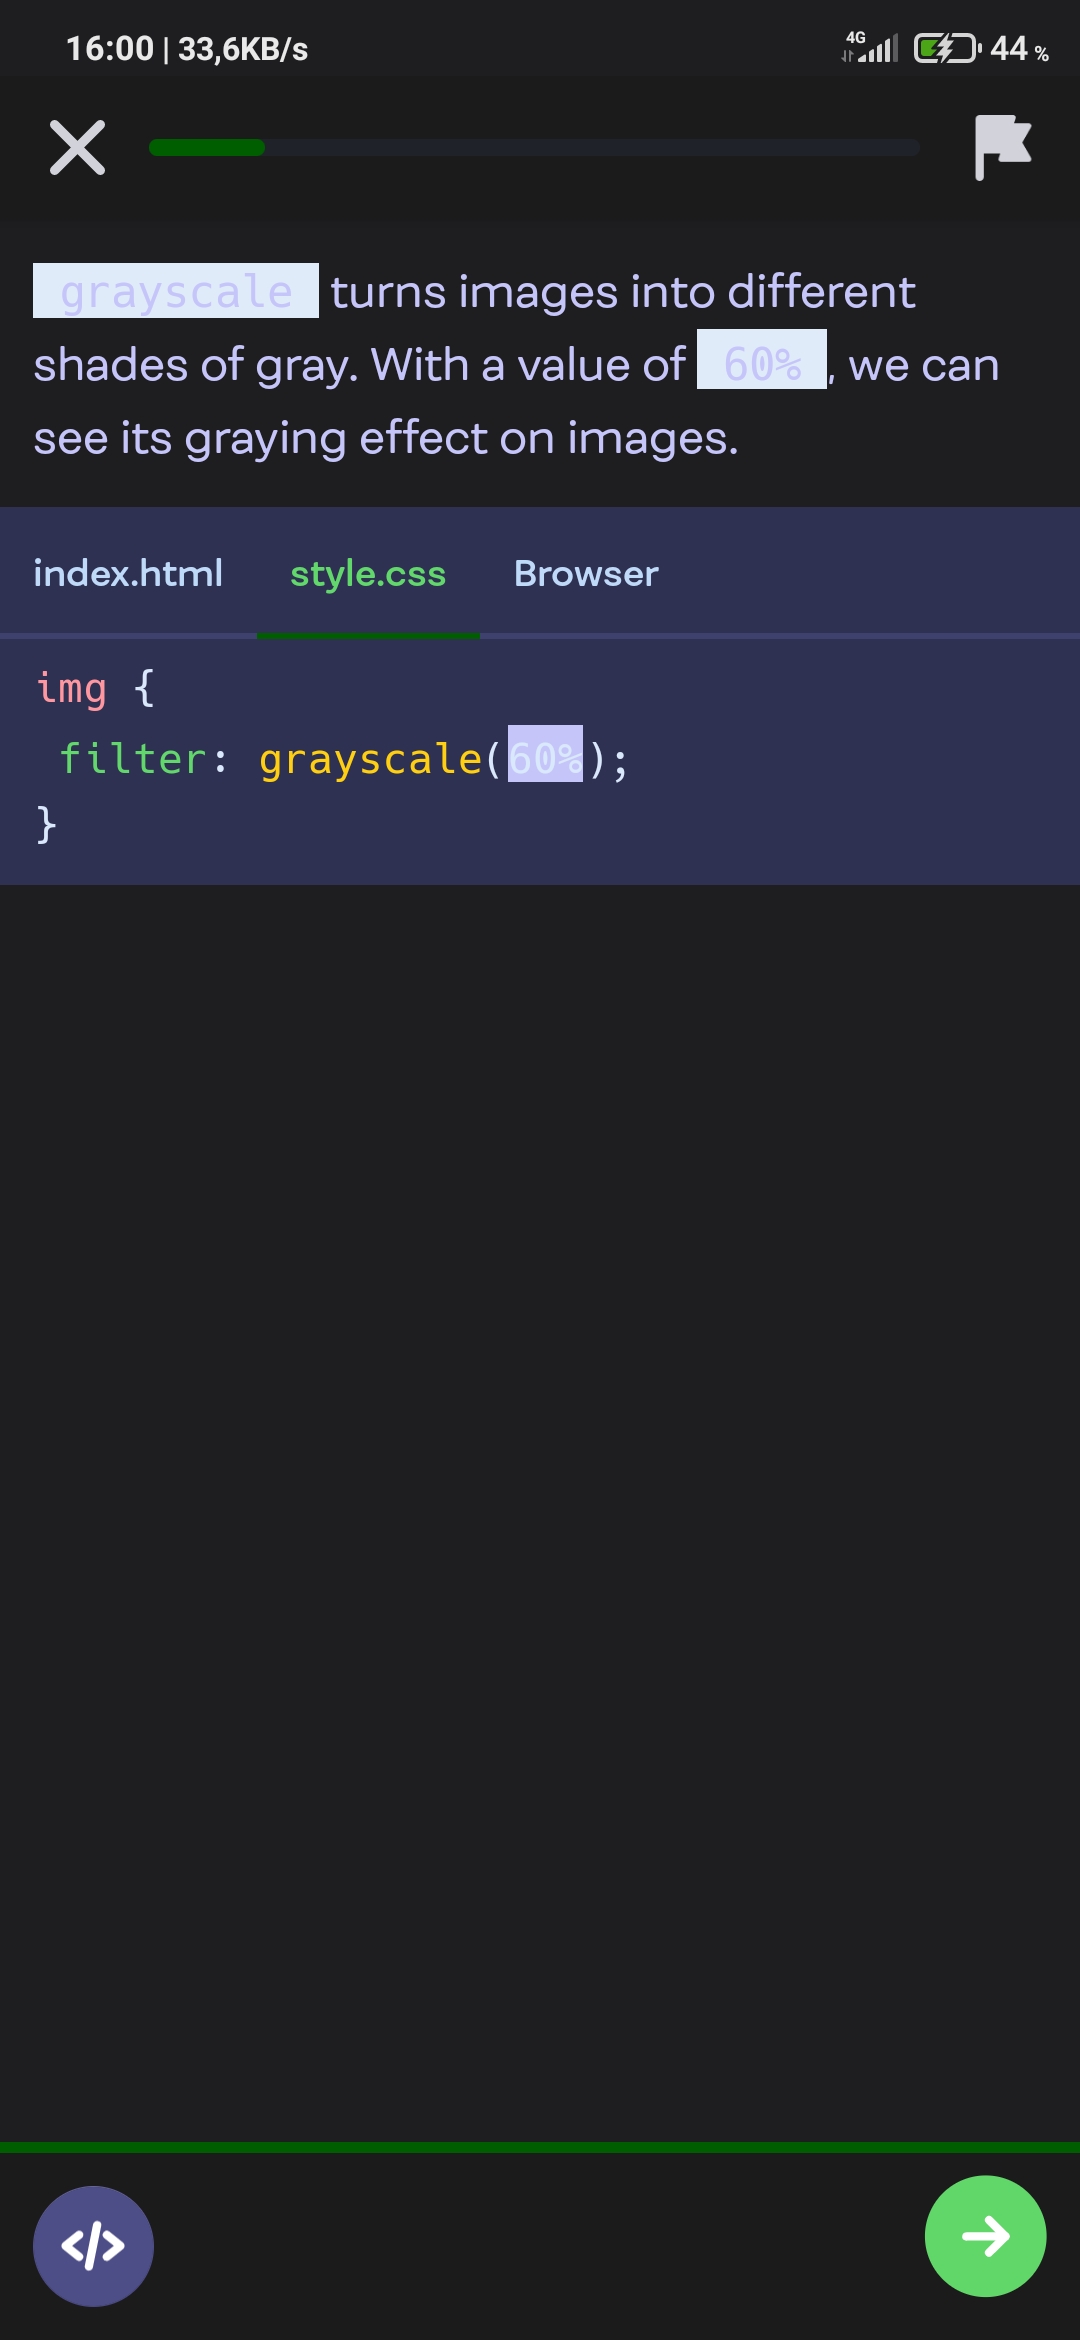 16:00 | 33,6KB/s 4G 44 %
grayscale turns images into different
shades of gray. With a value of 60%, we can
see its graying effect on images.
index.html style.css Browser
img {
filter: grayscale(60%);
}
</>